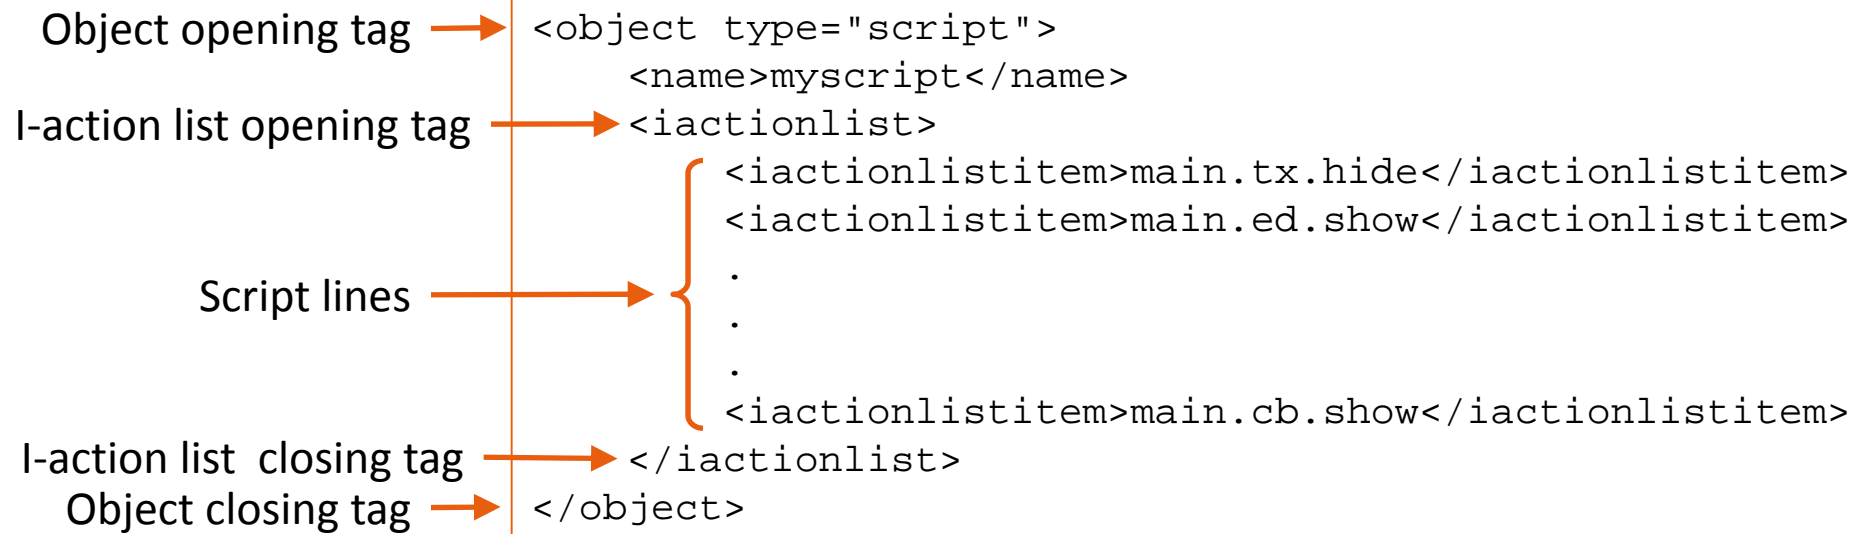 Object opening tag <object type="script">
<name>myscript</name>
I-action list opening tag <iactionlist>
<iactionlistitem>main.tx.hide</iactionlistitem>
<iactionlistitem>main.ed.show</iactionlistitem>
.
Script lines
.
.
<iactionlistitem>main.cb.show</iactionlistitem>
I-action list closing tag </iactionlist>
Object closing tag </object>